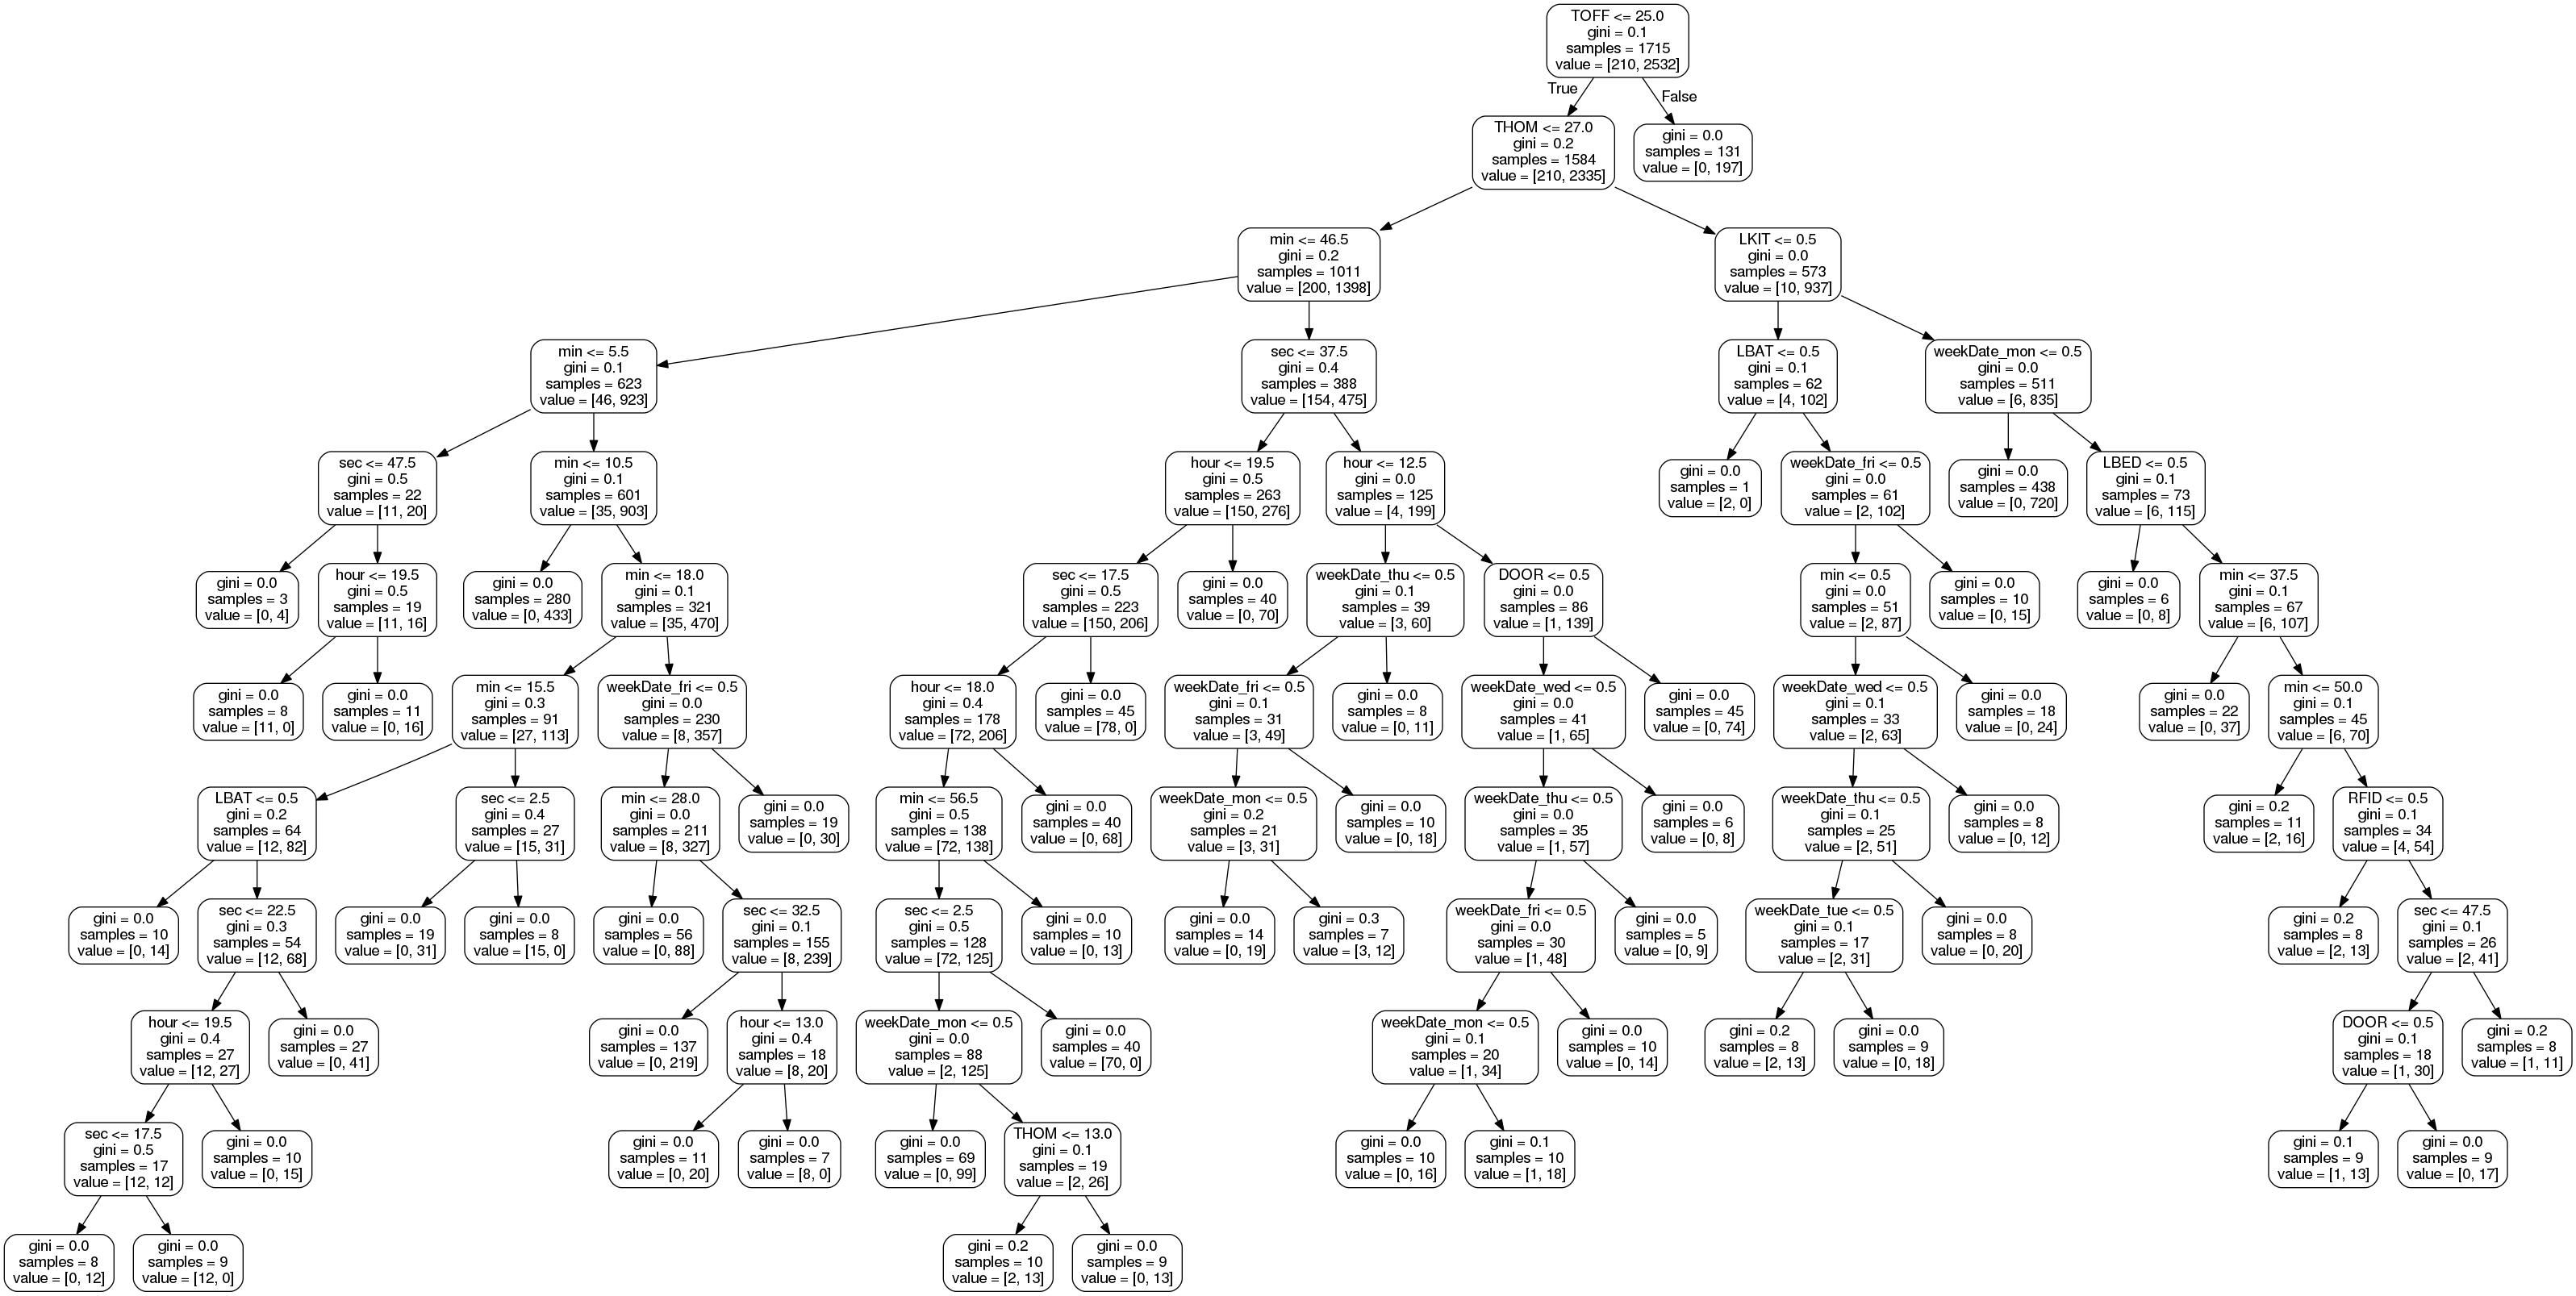 TOFF <= 25.0
gini = 0.1
samples = 1715
value = [210, 2532]
True
False
THOM <= 27.0
gini = 0.2
samples = 1584
value = [210, 2335]
gini = 0.0
samples = 131
value = [0, 197]
min <= 46.5
gini = 0.2
samples = 1011
value = [200, 1398]
LKIT <= 0.5
gini = 0.0
samples = 573
value = [10, 937]
min <= 5.5
gini = 0.1
samples = 623
value = [46, 923]
sec <= 37.5
gini = 0.4
samples = 388
value = [154, 475]
LBAT <= 0.5
gini = 0.1
samples = 62
value = [4, 102]
weekDate_mon <= 0.5
gini = 0.0
samples = 511
value = [6, 835]
sec <= 47.5
gini = 0.5
samples = 22
value = [11, 20]
min <= 10.5
gini = 0.1
samples = 601
value = [35, 903]
hour <= 19.5
gini = 0.5
samples = 263
value = [150, 276]
hour <= 12.5
gini = 0.0
samples = 125
value = [4, 199]
gini = 0.0
samples = 1
value = [2, 0]
weekDate_fri <= 0.5
gini = 0.0
samples = 61
value = [2, 102]
gini = 0.0
samples = 438
value = [0, 720]
LBED <= 0.5
gini = 0.1
samples = 73
value = [6, 115]
gini = 0.0
samples = 3
value = [0, 4]
hour <= 19.5
gini = 0.5
samples = 19
value = [11, 16]
gini = 0.0
samples = 280
value = [0, 433]
min <= 18.0
gini = 0.1
samples = 321
value = [35, 470]
sec <= 17.5
gini = 0.5
samples = 223
value = [150, 206]
gini = 0.0
samples = 40
value = [0, 70]
weekDate_thu <= 0.5
gini = 0.1
samples = 39
value = [3, 60]
DOOR <= 0.5
gini = 0.0
samples = 86
value = [1, 139]
min <= 0.5
gini = 0.0
samples = 51
value = [2, 87]
gini = 0.0
samples = 10
value = [0, 15]
gini = 0.0
samples = 6
value = [0, 8]
min <= 37.5
gini = 0.1
samples = 67
value = [6, 107]
gini = 0.0
samples = 8
value = [11, 0]
gini = 0.0
samples = 11
value = [0, 16]
min <= 15.5
gini = 0.3
samples = 91
value = [27, 113]
weekDate_fri <= 0.5
gini = 0.0
samples = 230
value = [8, 357]
hour <= 18.0
gini = 0.4
samples = 178
value = [72, 206]
gini = 0.0
samples = 45
value = [78, 0]
weekDate_fri <= 0.5
gini = 0.1
samples = 31
value = [3, 49]
gini = 0.0
samples = 8
value = [0, 11]
weekDate_wed <= 0.5
gini = 0.0
samples = 41
value = [1, 65]
gini = 0.0
samples = 45
value = [0, 74]
weekDate_wed <= 0.5
gini = 0.1
samples = 33
value = [2, 63]
gini = 0.0
samples = 18
value = [0, 24]
gini = 0.0
samples = 22
value = [0, 37]
min <= 50.0
gini = 0.1
samples = 45
value = [6, 70]
LBAT <= 0.5
gini = 0.2
samples = 64
value = [12, 82]
sec <= 2.5
gini = 0.4
samples = 27
value = [15, 31]
min <= 28.0
gini = 0.0
samples = 211
value = [8, 327]
gini = 0.0
samples = 19
value = [0, 30]
min <= 56.5
gini = 0.5
samples = 138
value = [72, 138]
gini = 0.0
samples = 40
value = [0, 68]
weekDate_mon <= 0.5
gini = 0.2
samples = 21
value = [3, 31]
gini = 0.0
samples = 10
value = [0, 18]
weekDate_thu <= 0.5
gini = 0.0
samples = 35
value = [1, 57]
gini = 0.0
samples = 6
value = [0, 8]
weekDate_thu <= 0.5
gini = 0.1
samples = 25
value = [2, 51]
gini = 0.0
samples = 8
value = [0, 12]
gini = 0.2
samples = 11
value = [2, 16]
RFID <= 0.5
gini = 0.1
samples = 34
value = [4, 54]
gini = 0.0
samples = 10
value = [0, 14]
sec <= 22.5
gini = 0.3
samples = 54
value = [12, 68]
gini = 0.0
samples = 19
value = [0, 31]
gini = 0.0
samples = 8
value = [15, 0]
gini = 0.0
samples = 56
value = [0, 88]
sec <= 32.5
gini = 0.1
samples = 155
value = [8, 239]
sec <= 2.5
gini = 0.5
samples = 128
value = [72, 125]
gini = 0.0
samples = 10
value = [0, 13]
gini = 0.0
samples = 14
value = [0, 19]
gini = 0.3
samples = 7
value = [3, 12]
weekDate_fri <= 0.5
gini = 0.0
samples = 30
value = [1, 48]
gini = 0.0
samples = 5
value = [0, 9]
weekDate_tue <= 0.5
gini = 0.1
samples = 17
value = [2, 31]
gini = 0.0
samples = 8
value = [0, 20]
gini = 0.2
samples = 8
value = [2, 13]
sec <= 47.5
gini = 0.1
samples = 26
value = [2, 41]
hour <= 19.5
gini = 0.4
samples = 27
value = [12, 27]
gini = 0.0
samples = 27
value = [0, 41]
gini = 0.0
samples = 137
value = [0, 219]
hour <= 13.0
gini = 0.4
samples = 18
value = [8, 20]
weekDate_mon <= 0.5
gini = 0.0
samples = 88
value = [2, 125]
gini = 0.0
samples = 40
value = [70, 0]
weekDate_mon <= 0.5
gini = 0.1
samples = 20
value = [1, 34]
gini = 0.0
samples = 10
value = [0, 14]
gini = 0.2
samples = 8
value = [2, 13]
gini = 0.0
samples = 9
value = [0, 18]
DOOR <= 0.5
gini = 0.1
samples = 18
value = [1, 30]
gini = 0.2
samples = 8
value = [1, 11]
sec <= 17.5
gini = 0.5
samples = 17
value = [12, 12]
gini = 0.0
samples = 10
value = [0, 15]
gini = 0.0
samples = 11
value = [0, 20]
gini = 0.0
samples = 7
value = [8, 0]
gini = 0.0
samples = 69
value = [0, 99]
THOM <= 13.0
gini = 0.1
samples = 19
value = [2, 26]
gini = 0.0
samples = 10
value = [0, 16]
gini = 0.1
samples = 10
value = [1, 18]
gini = 0.1
samples = 9
value = [1, 13]
gini = 0.0
samples = 9
value = [0, 17]
gini = 0.0
samples = 8
value = [0, 12]
gini = 0.0
samples = 9
value = [12, 0]
gini = 0.2
samples = 10
value = [2, 13]
gini = 0.0
samples = 9
value = [0, 13]